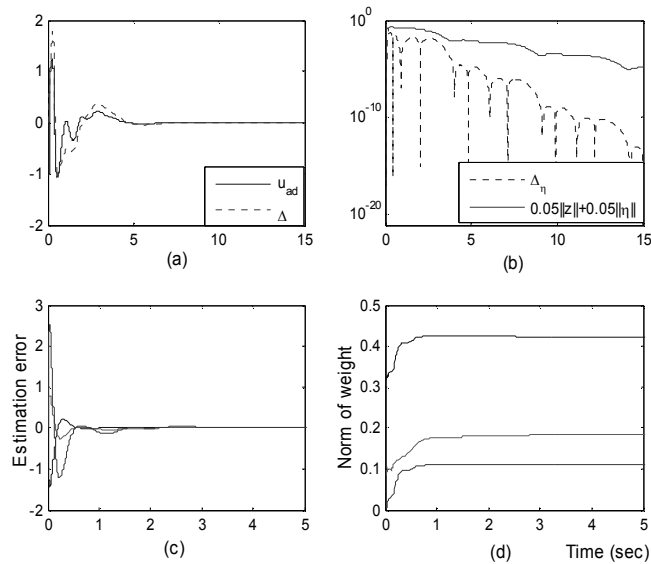 2
1
0
-1
-2
0 5 10 15
u_ad
Δ
(a)
10^0
10^-10
10^-20
0 5 10 15
Δ_η
0.05||z||+0.05||η||
(b)
Estimation error
3
2
1
0
-1
-2
0 1 2 3 4 5
(c)
Norm of weight
0.5
0.4
0.3
0.2
0.1
0
0 1 2 3 4 5
(d) Time (sec)